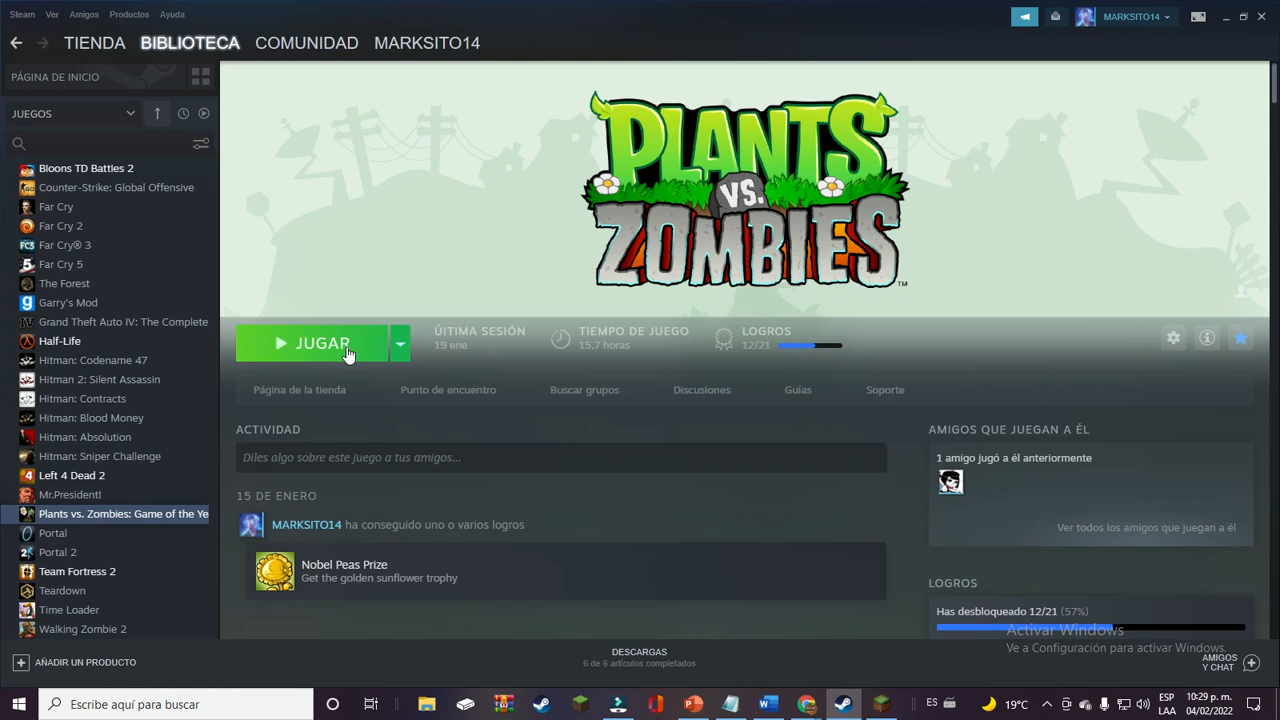 Steam Ver Amigos Productos Ayuda
MARKSITO14
TIENDA BIBLIOTECA COMUNIDAD MARKSITO14
PÁGINA DE INICIO
JUEGOS
Bloons TD Battles 2
Counter-Strike: Global Offensive
Far Cry
Far Cry 2
Far Cry® 3
Far Cry 5
The Forest
Garry's Mod
Grand Theft Auto IV: The Complete
Half-Life
Hitman: Codename 47
Hitman 2: Silent Assassin
Hitman: Contracts
Hitman: Blood Money
Hitman: Absolution
Hitman: Sniper Challenge
Left 4 Dead 2
Mr.President!
Plants vs. Zombies: Game of the Ye
Portal
Portal 2
Team Fortress 2
Teardown
Time Loader
Walking Zombie 2
PLANTS
VS.
ZOMBIES™
JUGAR
ÚLTIMA SESIÓN
19 ene.
TIEMPO DE JUEGO
15,7 horas
LOGROS
12/21
Página de la tienda Punto de encuentro Buscar grupos Discusiones Guías Soporte
ACTIVIDAD
Diles algo sobre este juego a tus amigos...
15 DE ENERO
MARKSITO14 ha conseguido uno o varios logros
Nobel Peas Prize
Get the golden sunflower trophy
AMIGOS QUE JUEGAN A ÉL
1 amigo jugó a él anteriormente
Ver todos los amigos que juegan a él
LOGROS
Has desbloqueado 12/21 (57%)
Activar Windows
Ve a Configuración para activar Windows.
AÑADIR UN PRODUCTO
DESCARGAS
6 de 6 artículos completados
AMIGOS
Y CHAT
Escribe aquí para buscar
ES
19°C
ESP
LAA
10:29 p. m.
04/02/2022